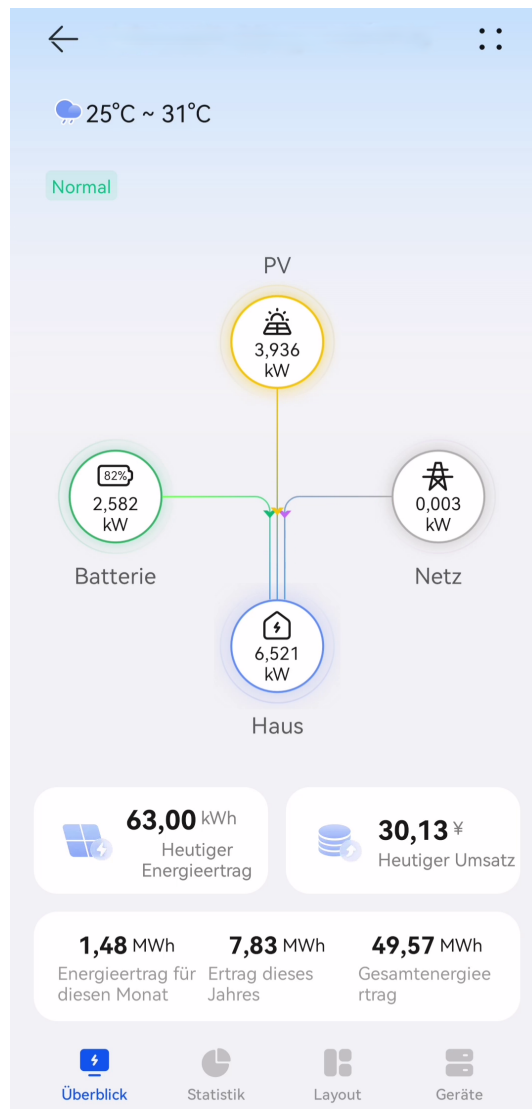 25°C ~ 31°C
Normal
PV
3,936
kW
82%
2,582
kW
Batterie
0,003
kW
Netz
6,521
kW
Haus
63,00 kWh
Heutiger
Energieertrag
30,13 ¥
Heutiger Umsatz
1,48 MWh
Energieertrag für
diesen Monat
7,83 MWh
Ertrag dieses
Jahres
49,57 MWh
Gesamtenergiee
rtrag
Überblick
Statistik
Layout
Geräte